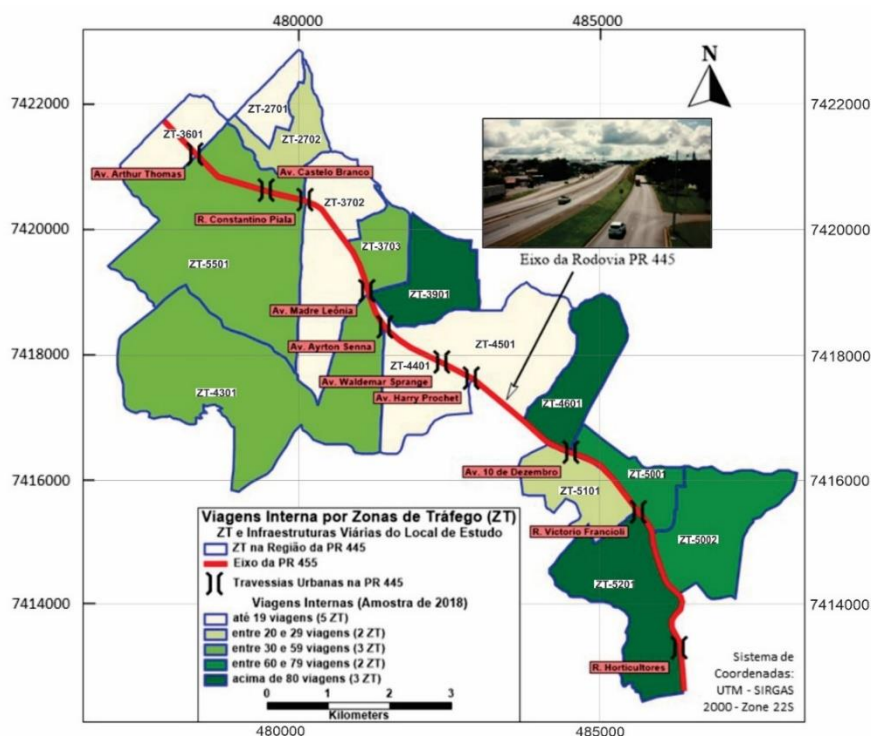 480000 485000
N
7422000 7422000
ZT-2701
ZT-3601
ZT-2702
Av. Arthur Thomas
Av. Castelo Branco
R. Constantino Piala
ZT-3702
7420000 7420000
ZT-3703
Eixo da Rodovia PR 445
ZT-5501
ZT-3901
Av. Madre Leônia
Av. Ayrton Senna
ZT-4501
7418000 7418000
ZT-4401
Av. Waldemar Sprange
ZT-4301
Av. Harry Prochet
ZT-4601
7416000 7416000
Av. 10 de Dezembro
ZT-5001
ZT-5101
R. Victorio Francioli
ZT-5002
Viagens Interna por Zonas de Tráfego (ZT)
ZT e Infraestruturas Viárias do Local de Estudo
ZT na Região da PR 445
Eixo da PR 455
Travessias Urbanas na PR 445
Viagens Internas (Amostra de 2018)
até 19 viagens (5 ZT)
entre 20 e 29 viagens (2 ZT)
entre 30 e 59 viagens (3 ZT)
entre 60 e 79 viagens (2 ZT)
acima de 80 viagens (3 ZT)
0 1 2 3
Kilometers
7414000 7414000
ZT-5201
R. Horticultores
Sistema de
Coordenadas:
UTM - SIRGAS
2000 - Zone 22S
480000 485000